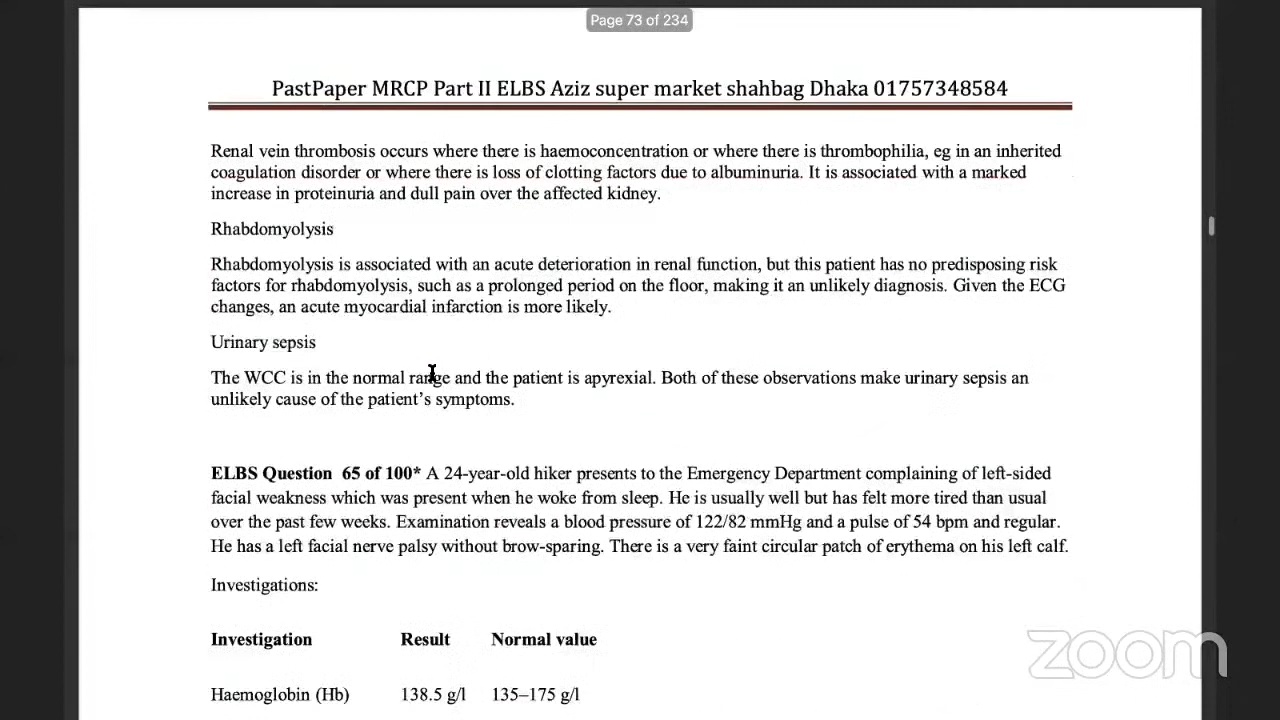 Page 73 of 234
PastPaper MRCP Part II ELBS Aziz super market shahbag Dhaka 01757348584
Renal vein thrombosis occurs where there is haemoconcentration or where there is thrombophilia, eg in an inherited
coagulation disorder or where there is loss of clotting factors due to albuminuria. It is associated with a marked
increase in proteinuria and dull pain over the affected kidney.
Rhabdomyolysis
Rhabdomyolysis is associated with an acute deterioration in renal function, but this patient has no predisposing risk
factors for rhabdomyolysis, such as a prolonged period on the floor, making it an unlikely diagnosis. Given the ECG
changes, an acute myocardial infarction is more likely.
Urinary sepsis
The WCC is in the normal range and the patient is apyrexial. Both of these observations make urinary sepsis an
unlikely cause of the patient’s symptoms.
ELBS Question 65 of 100* A 24-year-old hiker presents to the Emergency Department complaining of left-sided
facial weakness which was present when he woke from sleep. He is usually well but has felt more tired than usual
over the past few weeks. Examination reveals a blood pressure of 122/82 mmHg and a pulse of 54 bpm and regular.
He has a left facial nerve palsy without brow-sparing. There is a very faint circular patch of erythema on his left calf.
Investigations:
Investigation Result Normal value
Haemoglobin (Hb) 138.5 g/l 135–175 g/l
zoom